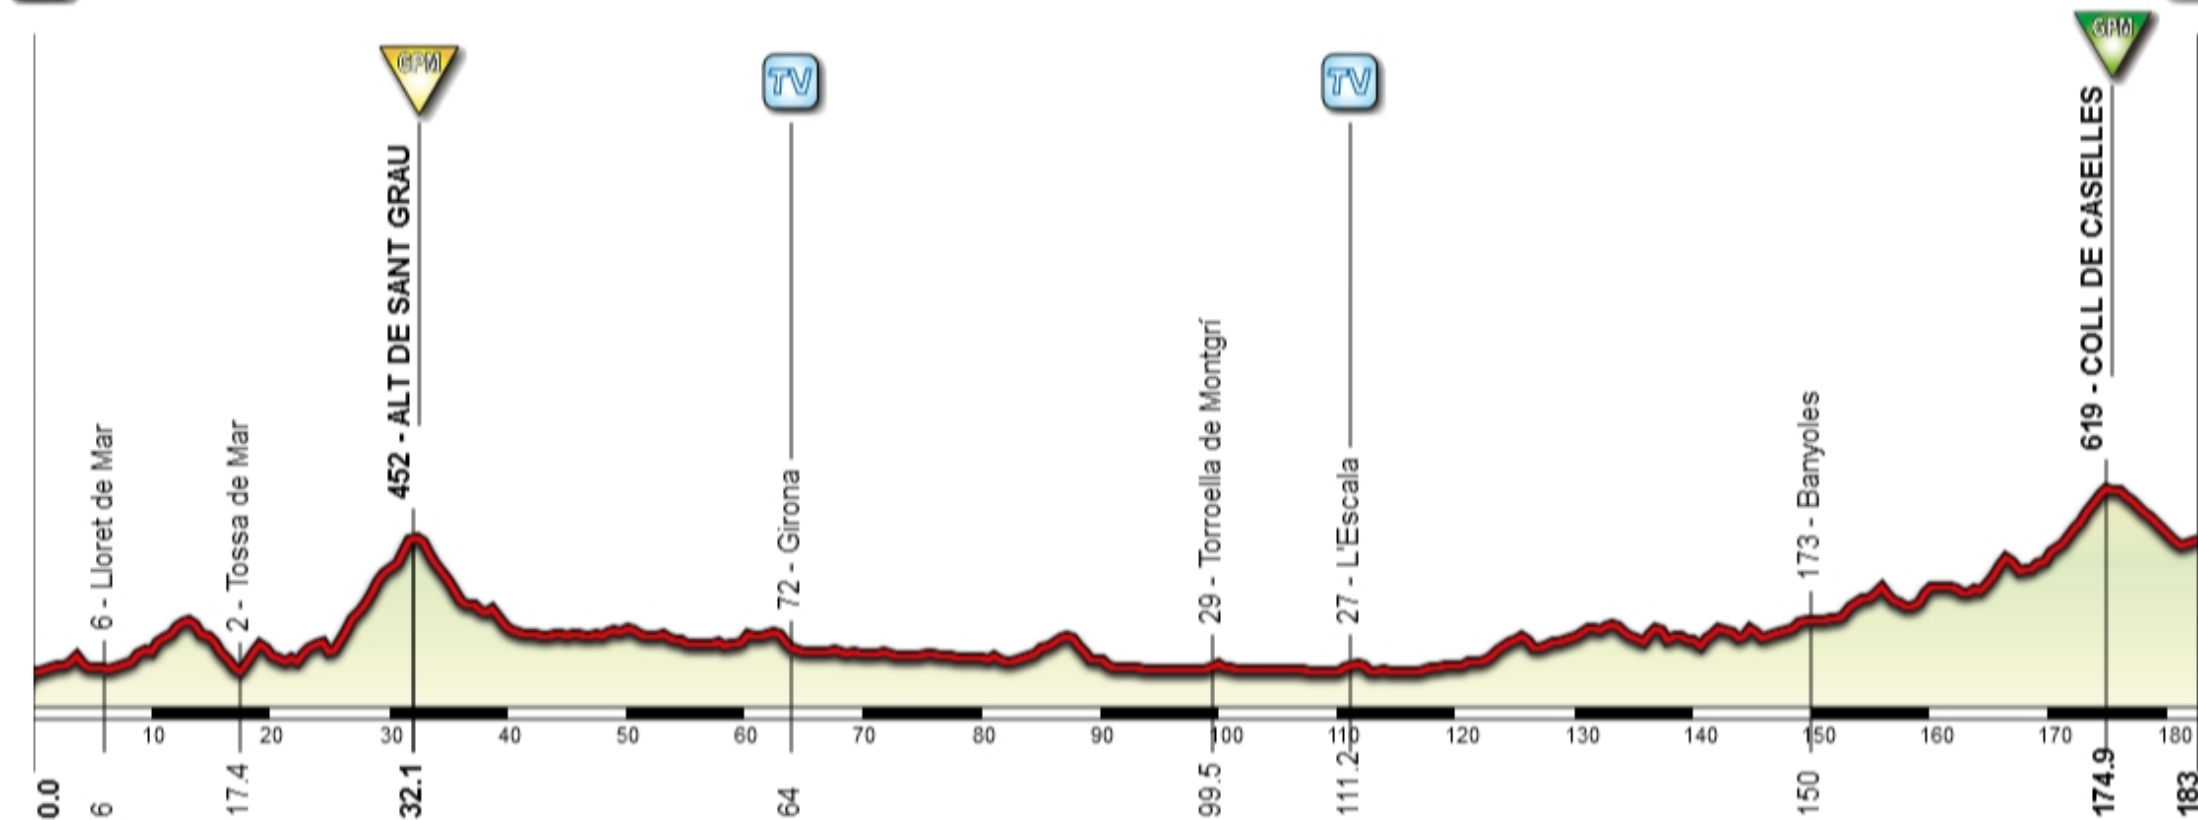 GPM
GPM
TV
TV
6 - Lloret de Mar
2 - Tossa de Mar
452 - ALT DE SANT GRAU
72 - Girona
29 - Torroella de Montgrí
27 - L'Escala
173 - Banyoles
619 - COLL DE CASELLES
10
20
30
40
50
60
70
80
90
100
110
120
130
140
150
160
170
180
0.0
6
17.4
32.1
64
99.5
111.2
150
174.9
183